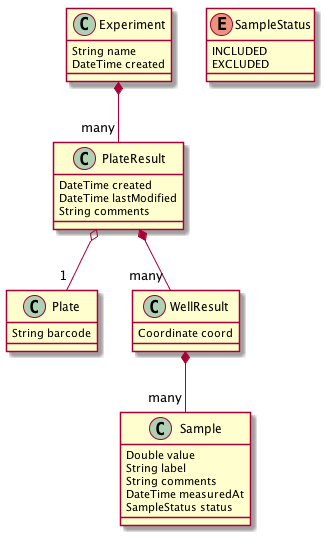 C Experiment
String name
DateTime created
E SampleStatus
INCLUDED
EXCLUDED
many
C PlateResult
DateTime created
DateTime lastModified
String comments
1
many
C Plate
String barcode
C WellResult
Coordinate coord
many
C Sample
Double value
String label
String comments
DateTime measuredAt
SampleStatus status